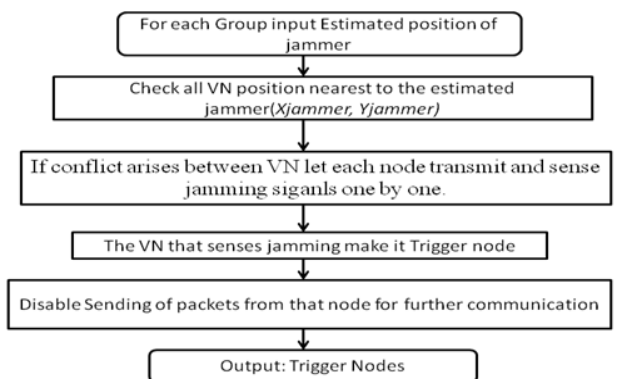 For each Group input Estimated position of
jammer
Check all VN position nearest to the estimated
jammer(Xjammer, Yjammer)
If conflict arises between VN let each node transmit and sense
jamming siganls one by one.
The VN that senses jamming make it Trigger node
Disable Sending of packets from that node for further communication
Output: Trigger Nodes